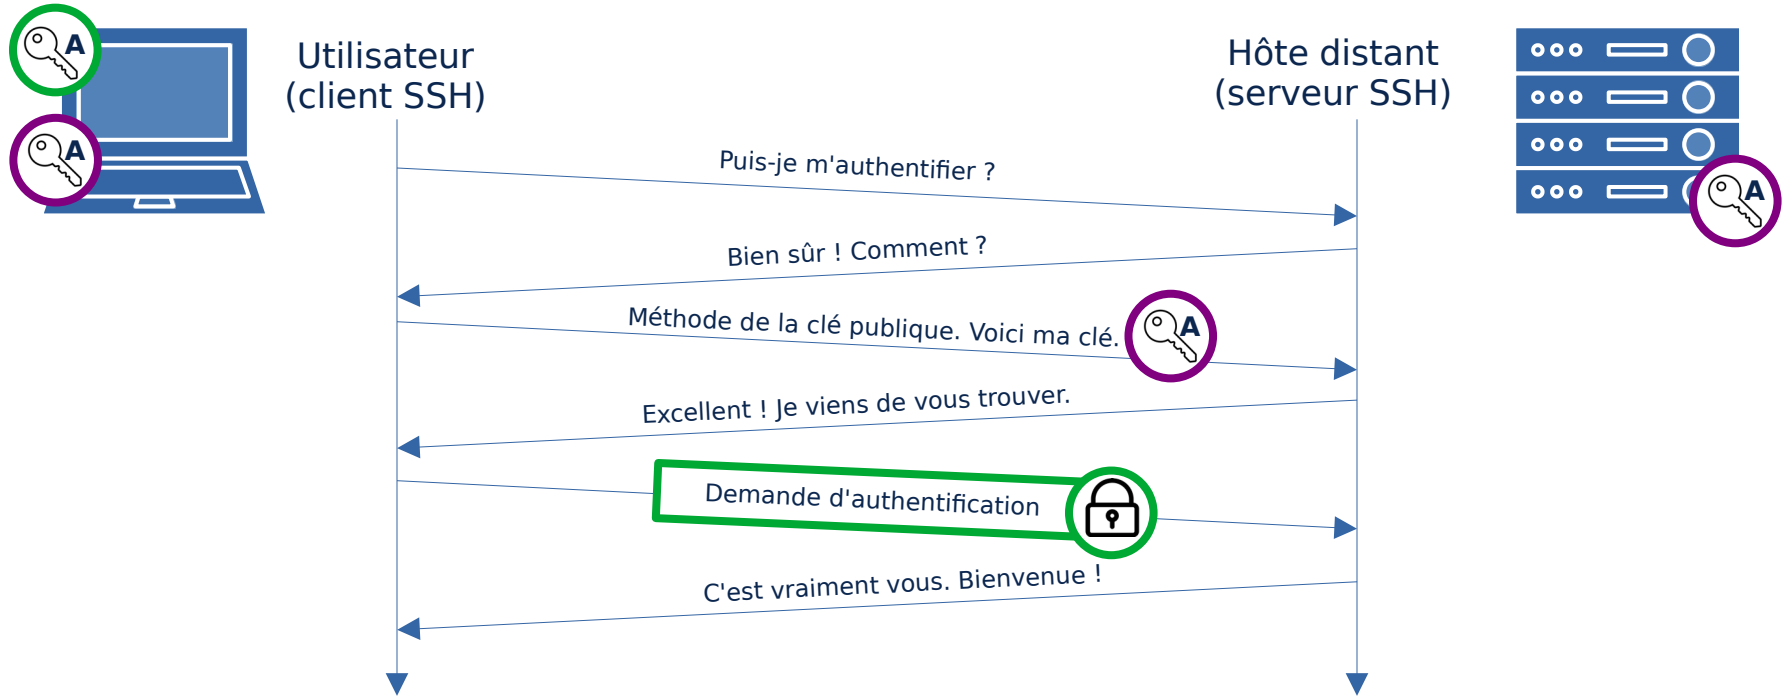 A
A
Utilisateur
(client SSH)
Hôte distant
(serveur SSH)
A
Puis-je m'authentifier ?
Bien sûr ! Comment ?
Méthode de la clé publique. Voici ma clé.
A
Excellent ! Je viens de vous trouver.
Demande d'authentification
C'est vraiment vous. Bienvenue !